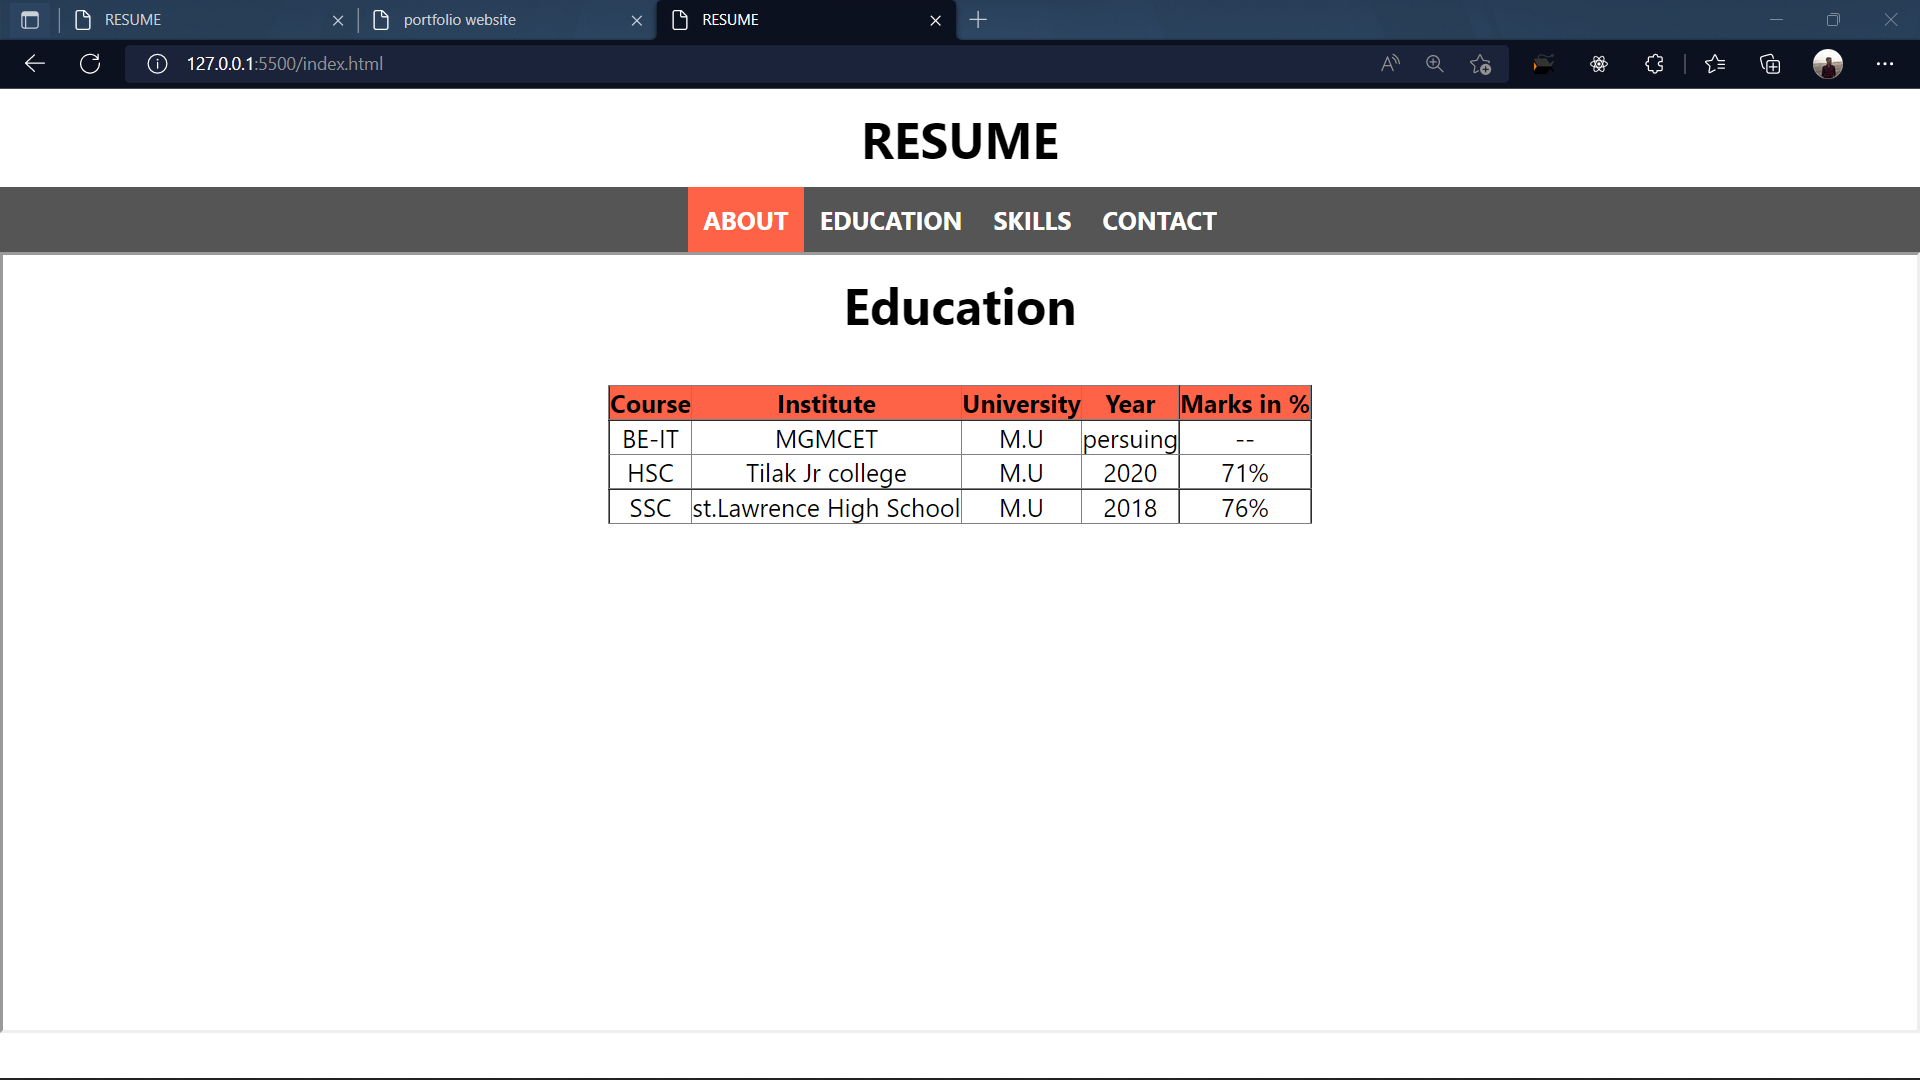 RESUME
portfolio website
RESUME
127.0.0.1:5500/index.html
RESUME
ABOUT EDUCATION SKILLS CONTACT
Education
Course Institute University Year Marks in %
BE-IT MGMCET M.U persuing --
HSC Tilak Jr college M.U 2020 71%
SSC st.Lawrence High School M.U 2018 76%